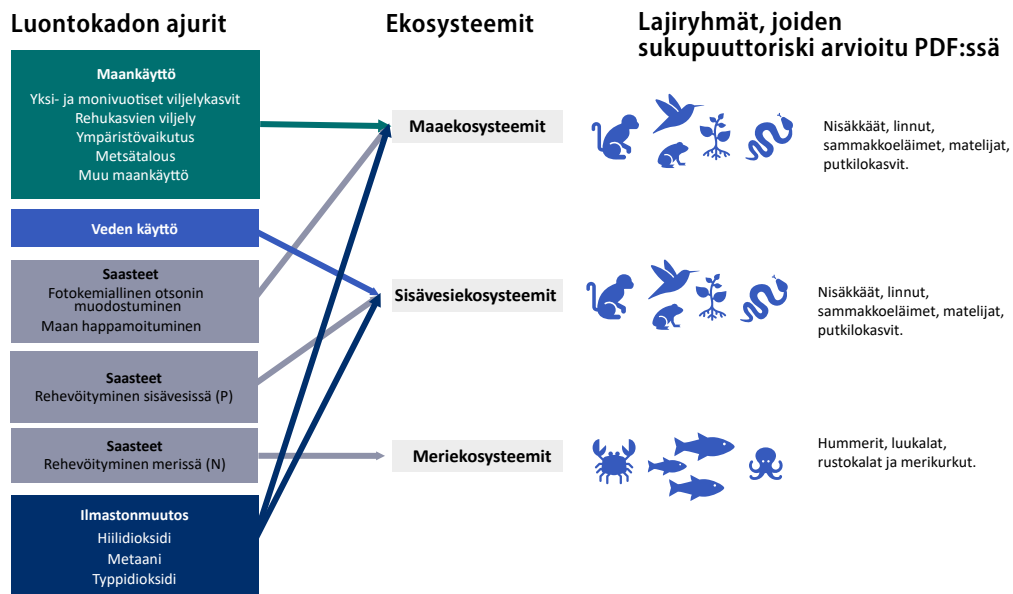 Luontokadon ajurit
Ekosysteemit
Lajiryhmät, joiden
sukupuuttoriski arvioitu PDF:ssä
Maankäyttö
Yksi- ja monivuotiset viljelykasvit
Rehukasvien viljely
Ympäristövaikutus
Metsätalous
Muu maankäyttö
Veden käyttö
Saasteet
Fotokemiallinen otsonin
muodostuminen
Maan happamoituminen
Saasteet
Rehevöityminen sisävesissä (P)
Saasteet
Rehevöityminen merissä (N)
Ilmastonmuutos
Hiilidioksidi
Metaani
Typpidioksidi
Maaekosysteemit
Sisävesiekosysteemit
Meriekosysteemit
Nisäkkäät, linnut,
sammakkoeläimet, matelijat,
putkilokasvit.
Nisäkkäät, linnut,
sammakkoeläimet, matelijat,
putkilokasvit.
Hummerit, luukalat,
rustokalat ja merikurkut.